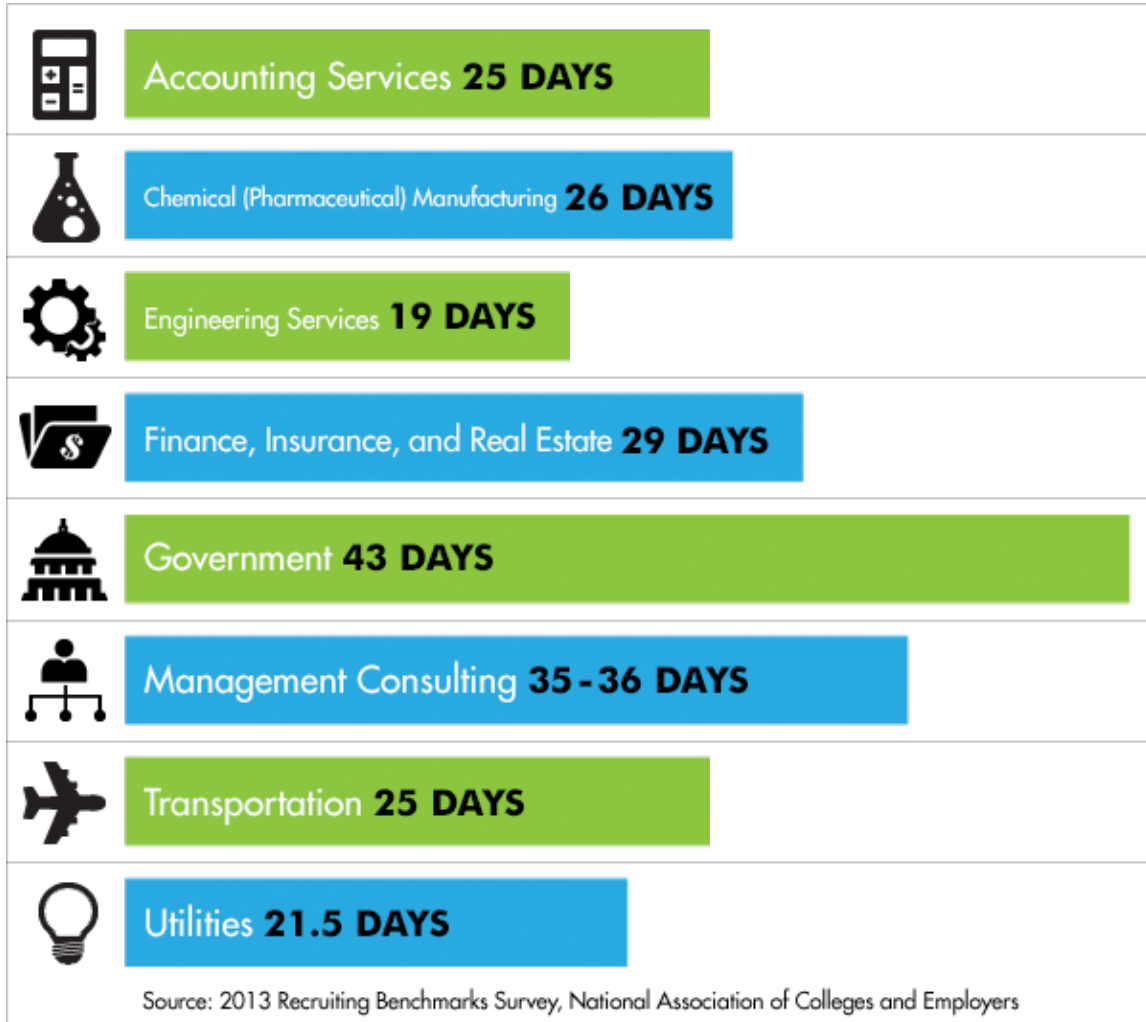 Accounting Services 25 DAYS
Chemical (Pharmaceutical) Manufacturing 26 DAYS
Engineering Services 19 DAYS
Finance, Insurance, and Real Estate 29 DAYS
Government 43 DAYS
Management Consulting 35-36 DAYS
Transportation 25 DAYS
Utilities 21.5 DAYS
Source: 2013 Recruiting Benchmarks Survey, National Association of Colleges and Employers